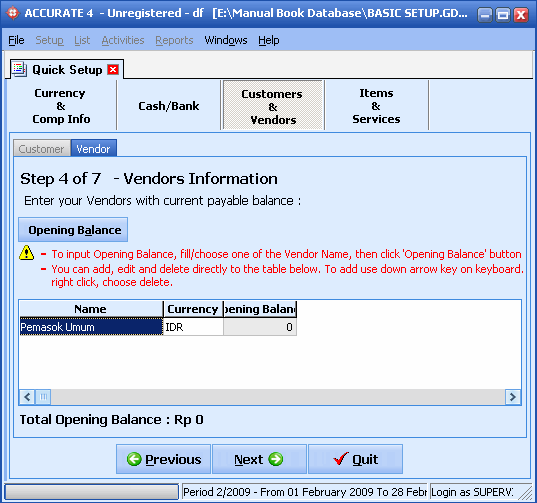 ACCURATE 4 - Unregistered - df [E:\Manual Book Database\BASIC SETUP.GD...
File Setup List Activities Reports Windows Help
Quick Setup
Currency & Comp Info
Cash/Bank
Customers & Vendors
Items & Services
Customer Vendor
Step 4 of 7 - Vendors Information
Enter your Vendors with current payable balance :
Opening Balance
- To input Opening Balance, fill/choose one of the Vendor Name, then click 'Opening Balance' button
- You can add, edit and delete directly to the table below. To add use down arrow key on keyboard.
right click, choose delete.
Name Currency pening Balanc
Pemasok Umum IDR 0
Total Opening Balance : Rp 0
Previous Next Quit
Period 2/2009 - From 01 February 2009 To 28 Febr Login as SUPERV